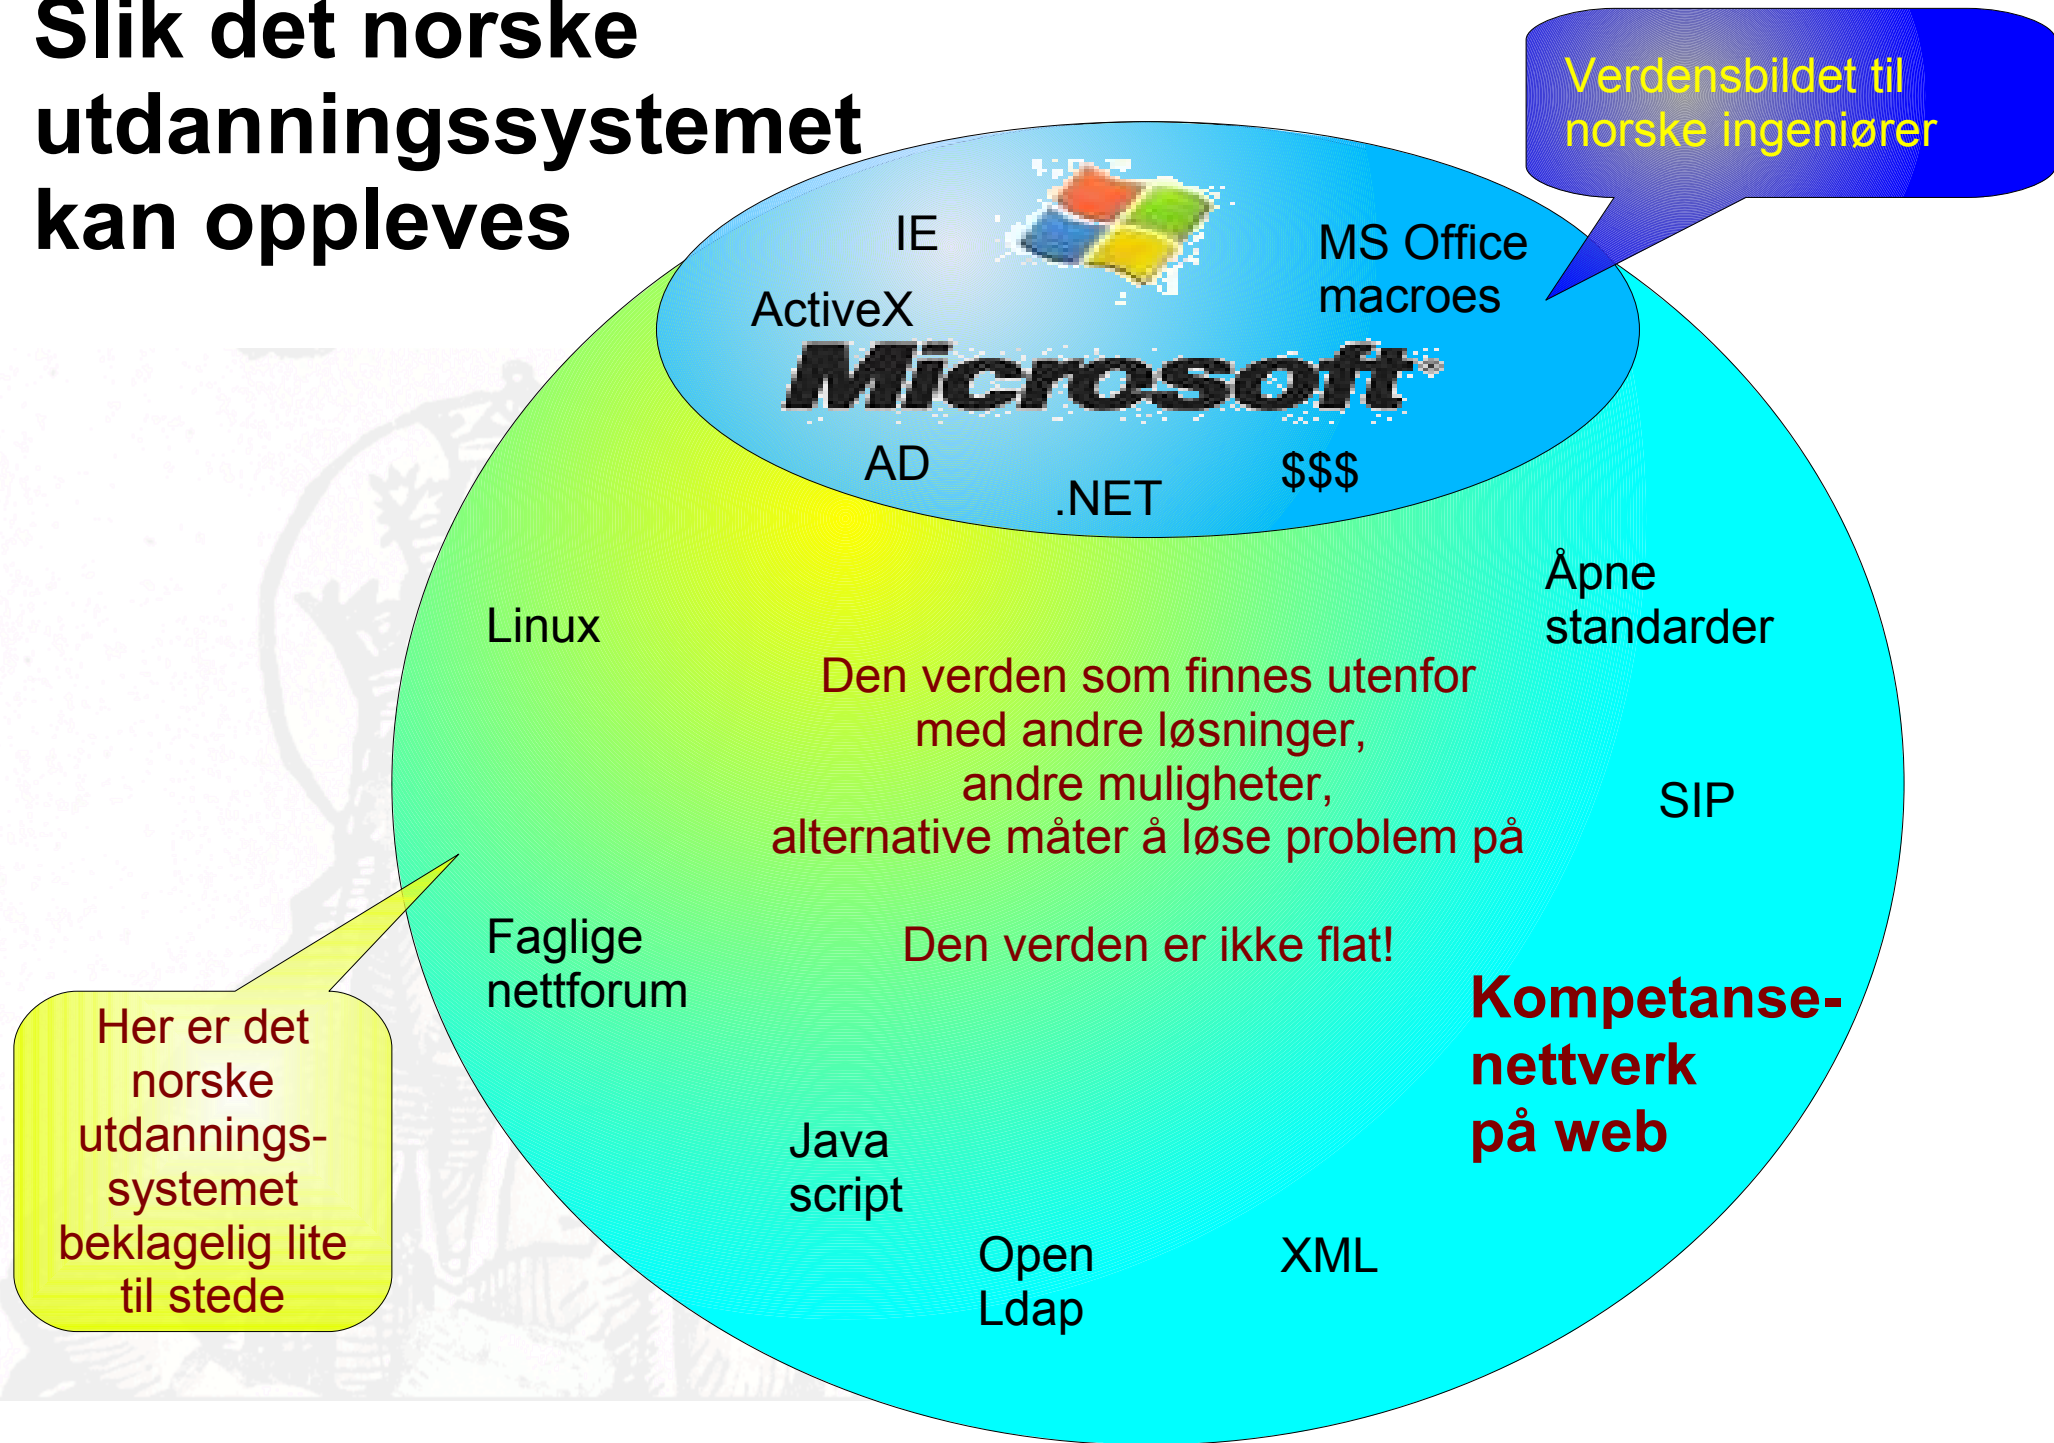 Slik det norske
utdanningssystemet
kan oppleves
Verdensbildet til
norske ingeniører
IE
MS Office
macroes
ActiveX
Microsoft
AD
.NET
$$$
Åpne
standarder
Linux
Den verden som finnes utenfor
med andre løsninger,
andre muligheter,
alternative måter å løse problem på
SIP
Den verden er ikke flat!
Faglige
nettforum
Kompetanse-
nettverk
på web
Her er det
norske
utdannings-
systemet
beklagelig lite
til stede
Java
script
Open
Ldap
XML